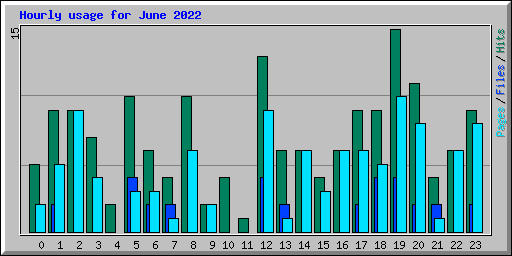 Hourly usage for June 2022
15
Pages/Files/Hits
0 1 2 3 4 5 6 7 8 9 10 11 12 13 14 15 16 17 18 19 20 21 22 23